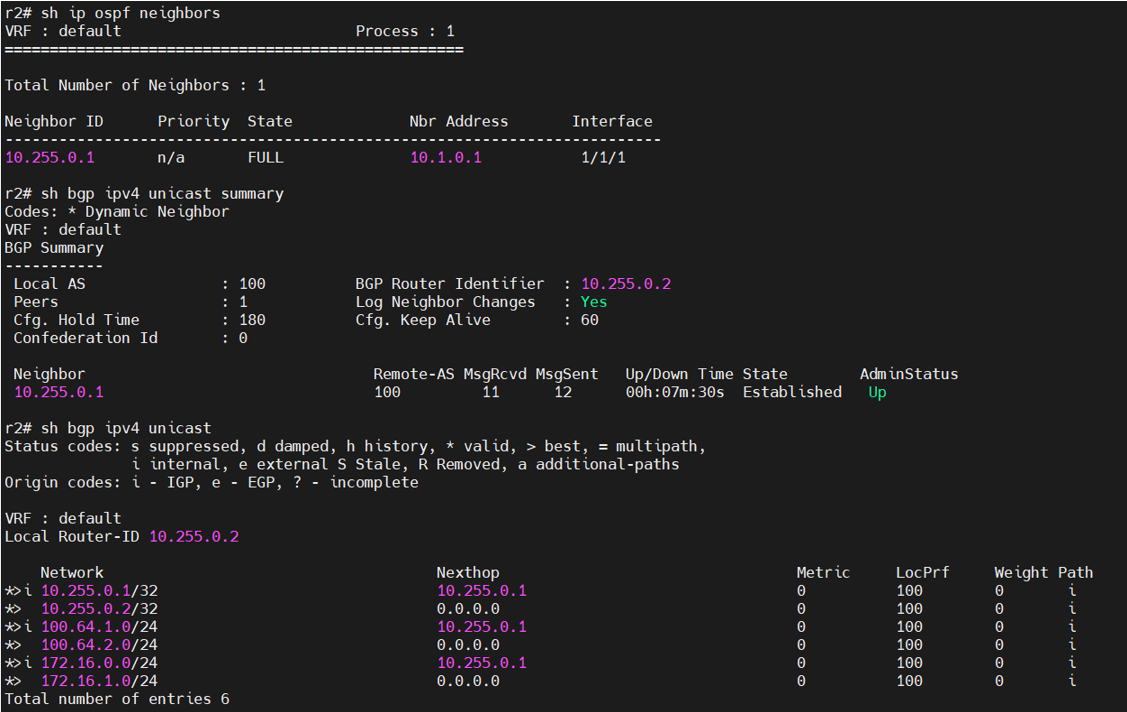 r2# sh ip ospf neighbors
VRF : default                          Process : 1
===================================================

Total Number of Neighbors : 1

Neighbor ID      Priority  State             Nbr Address       Interface
-------------------------------------------------------------------------
10.255.0.1       n/a       FULL              10.1.0.1           1/1/1

r2# sh bgp ipv4 unicast summary
Codes: * Dynamic Neighbor
VRF : default
BGP Summary
-----------
 Local AS               : 100          BGP Router Identifier  : 10.255.0.2
 Peers                  : 1            Log Neighbor Changes   : Yes
 Cfg. Hold Time         : 180          Cfg. Keep Alive        : 60
 Confederation Id       : 0

 Neighbor                                Remote-AS MsgRcvd MsgSent   Up/Down Time State        AdminStatus
 10.255.0.1                              100         11      12      00h:07m:30s  Established   Up

r2# sh bgp ipv4 unicast
Status codes: s suppressed, d damped, h history, * valid, > best, = multipath,
              i internal, e external S Stale, R Removed, a additional-paths
Origin codes: i - IGP, e - EGP, ? - incomplete

VRF : default
Local Router-ID 10.255.0.2

    Network                                     Nexthop                                 Metric     LocPrf     Weight Path
*>i 10.255.0.1/32                               10.255.0.1                              0          100        0       i
*>  10.255.0.2/32                               0.0.0.0                                 0          100        0       i
*>i 100.64.1.0/24                               10.255.0.1                              0          100        0       i
*>  100.64.2.0/24                               0.0.0.0                                 0          100        0       i
*>i 172.16.0.0/24                               10.255.0.1                              0          100        0       i
*>  172.16.1.0/24                               0.0.0.0                                 0          100        0       i
Total number of entries 6